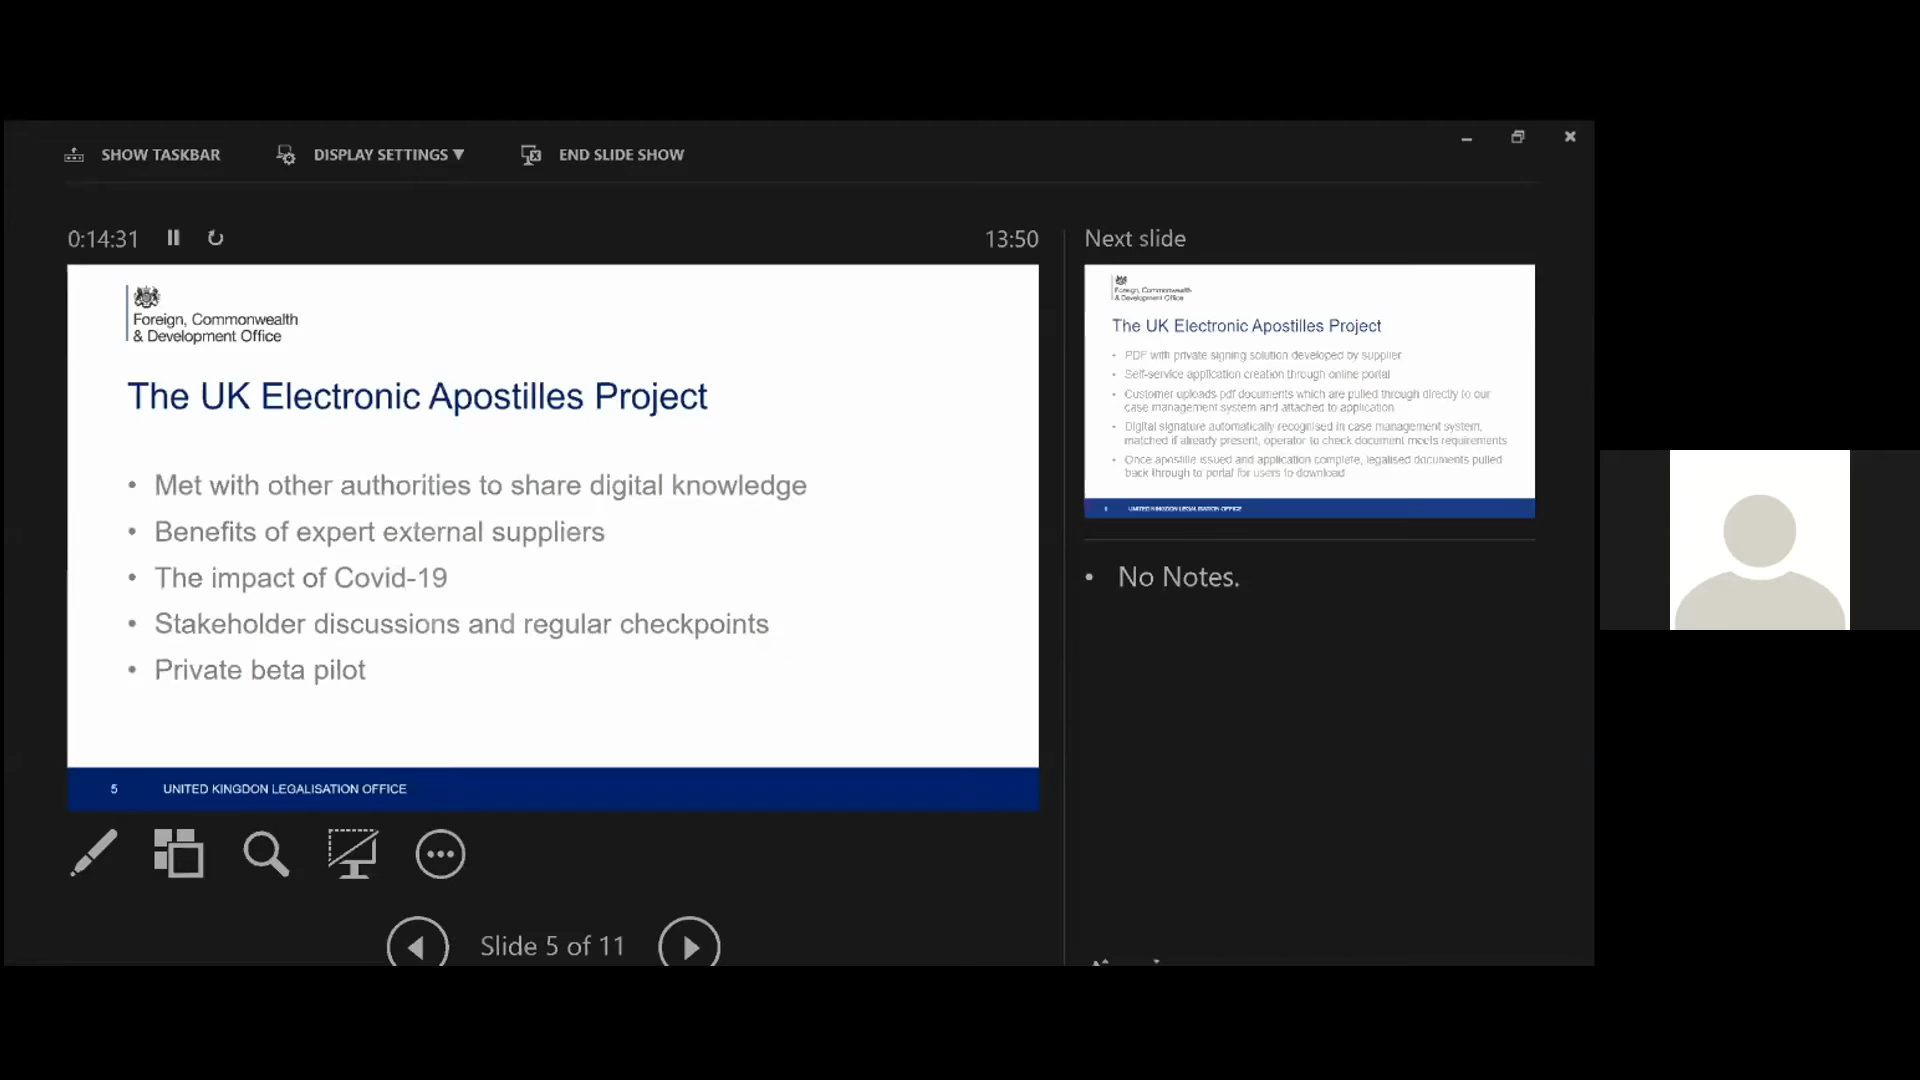 SHOW TASKBAR
DISPLAY SETTINGS ▼
END SLIDE SHOW
0:14:31
13:50
Foreign, Commonwealth
& Development Office
The UK Electronic Apostilles Project
• Met with other authorities to share digital knowledge
• Benefits of expert external suppliers
• The impact of Covid-19
• Stakeholder discussions and regular checkpoints
• Private beta pilot
5 UNITED KINGDOM LEGALISATION OFFICE
Slide 5 of 11
Next slide
Foreign, Commonwealth
& Development Office
The UK Electronic Apostilles Project
• PDF with private signing solution developed by supplier
• Self-service application creation through online portal
• Customer uploads pdf documents which are pulled through directly to our
case management system and attached to application
• Digital signature automatically recognised in case management system,
matched if already present, operator to check document meets requirements
• Once apostille issued and application complete, legalised documents pulled
back through to portal for users to download
UNITED KINGDOM LEGALISATION OFFICE
• No Notes.